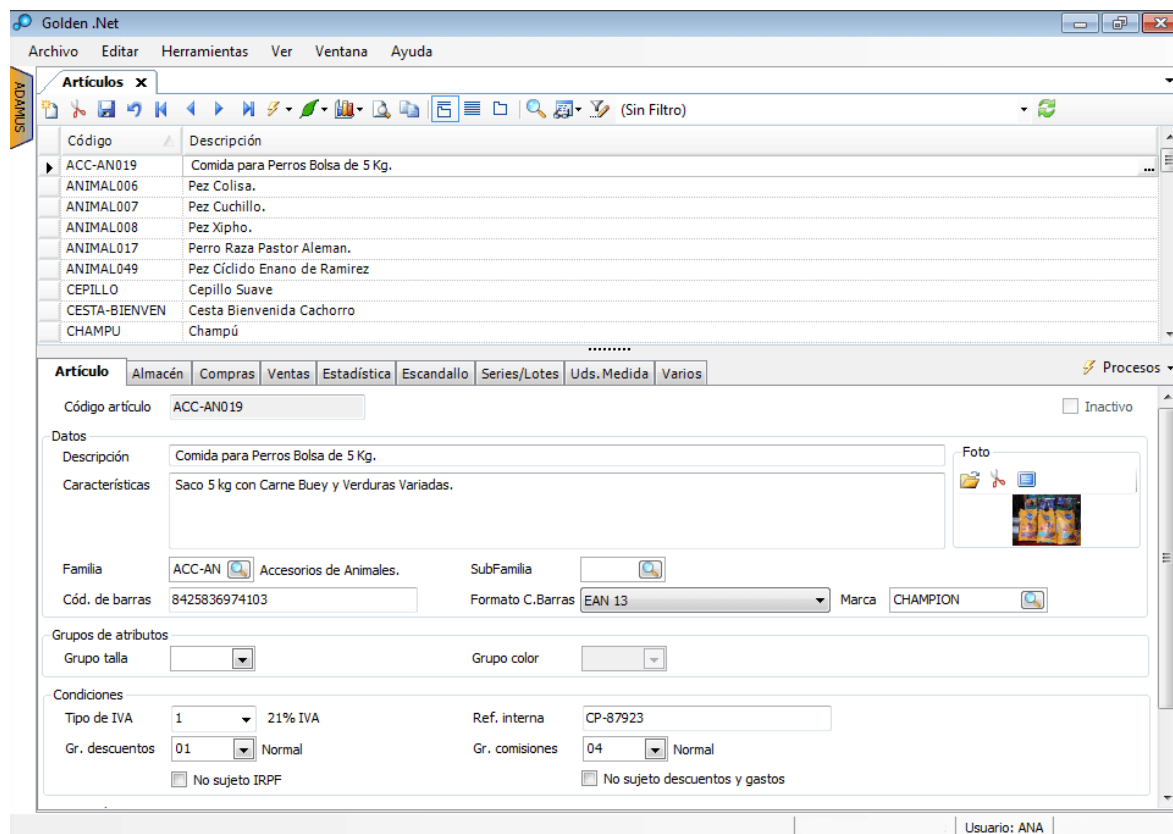 Golden .Net
Archivo Editar Herramientas Ver Ventana Ayuda
ADAMUS
Artículos x
(Sin Filtro)
Código Descripción
ACC-AN019 Comida para Perros Bolsa de 5 Kg. ...
ANIMAL006 Pez Colisa.
ANIMAL007 Pez Cuchillo.
ANIMAL008 Pez Xipho.
ANIMAL017 Perro Raza Pastor Aleman.
ANIMAL049 Pez Cíclido Enano de Ramirez
CEPILLO Cepillo Suave
CESTA-BIENVEN Cesta Bienvenida Cachorro
CHAMPU Champú
Artículo Almacén Compras Ventas Estadística Escandallo Series/Lotes Uds.Medida Varios Procesos
Código artículo ACC-AN019 Inactivo
Datos
Descripción Comida para Perros Bolsa de 5 Kg. Foto
Características Saco 5 kg con Carne Buey y Verduras Variadas.
Familia ACC-AN Accesorios de Animales. SubFamilia
Cód. de barras 8425836974103 Formato C.Barras EAN 13 Marca CHAMPION
Grupos de atributos
Grupo talla Grupo color
Condiciones
Tipo de IVA 1 21% IVA Ref. interna CP-87923
Gr. descuentos 01 Normal Gr. comisiones 04 Normal
No sujeto IRPF No sujeto descuentos y gastos
Usuario: ANA